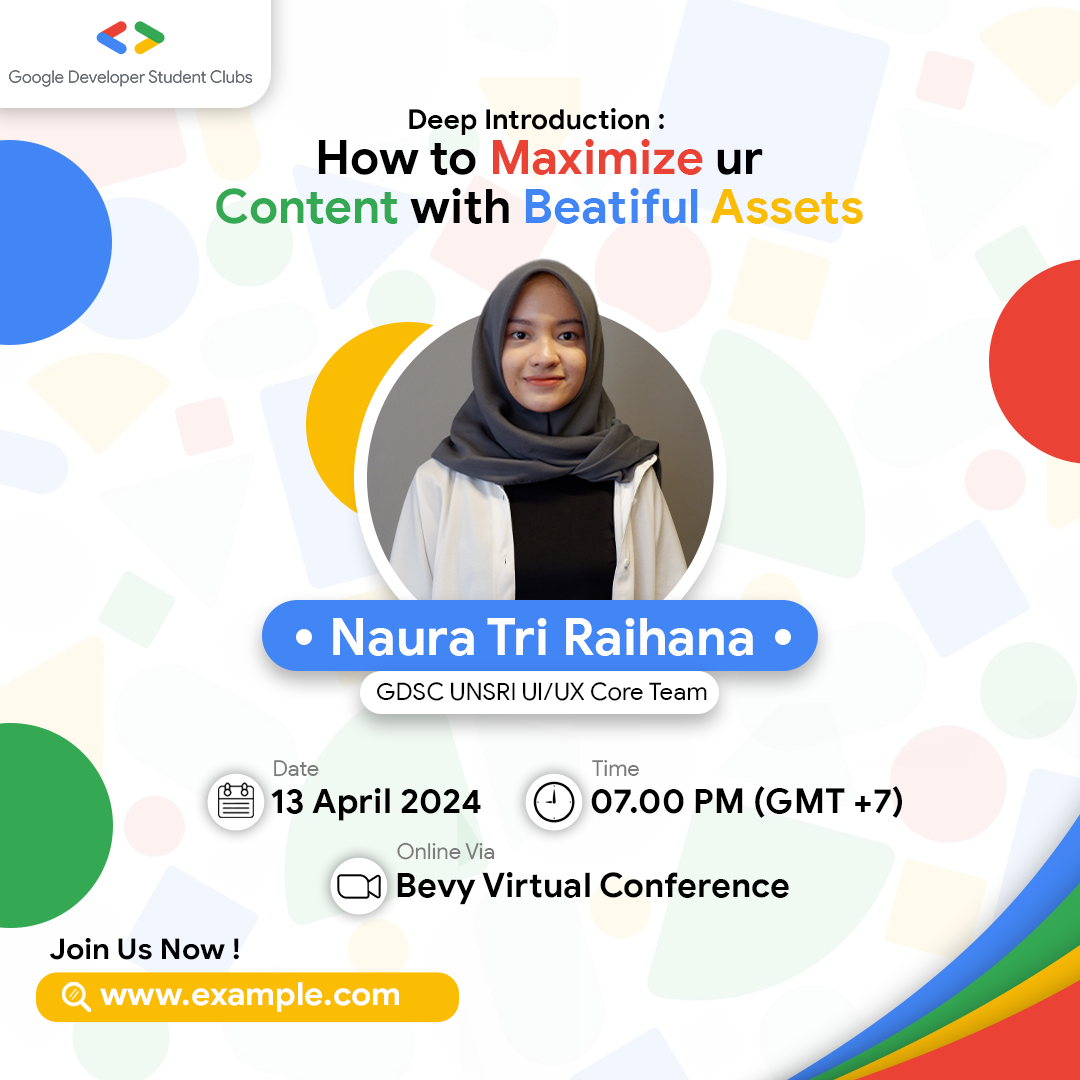 Google Developer Student Clubs
Deep Introduction :
How to Maximize ur
Content with Beatiful Assets
• Naura Tri Raihana •
GDSC UNSRI UI/UX Core Team
Date
13 April 2024
Time
07.00 PM (GMT +7)
Online Via
Bevy Virtual Conference
Join Us Now !
www.example.com